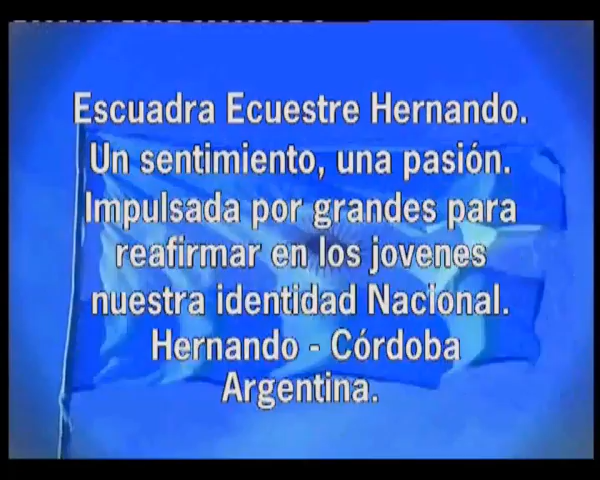 Escuadra Ecuestre Hernando.
Un sentimiento, una pasión.
Impulsada por grandes para
reafirmar en los jovenes
nuestra identidad Nacional.
Hernando - Córdoba
Argentina.